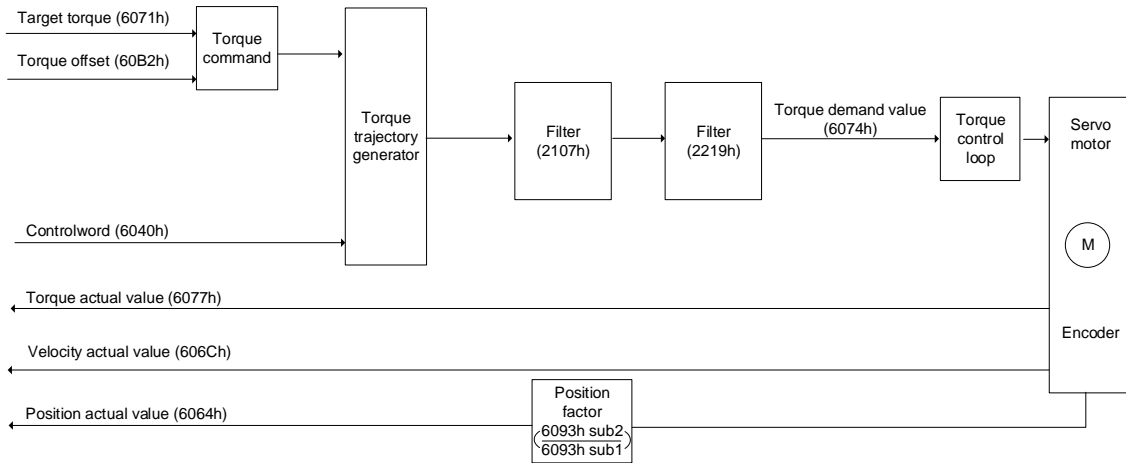 Target torque (6071h)
Torque offset (60B2h)
Torque
command
Torque
trajectory
generator
Filter
(2107h)
Filter
(2219h)
Torque demand value
(6074h)
Torque
control
loop
Servo
motor
M
Controlword (6040h)
Torque actual value (6077h)
Encoder
Velocity actual value (606Ch)
Position actual value (6064h)
Position
factor
(6093h sub2
6093h sub1)